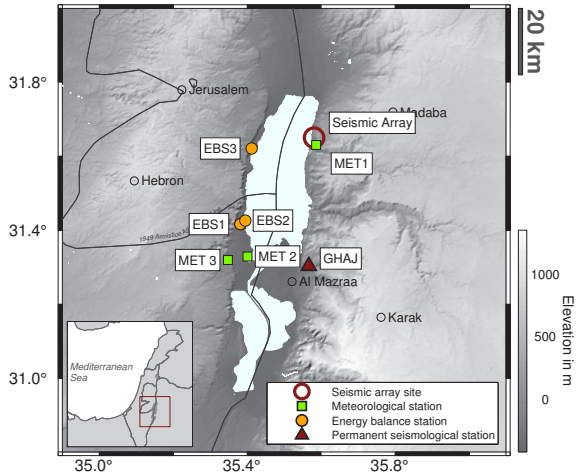 20 km
31.8°
31.4°
31.0°
35.0°
35.4°
35.8°
Jerusalem
Madaba
Seismic Array
EBS3
MET1
Hebron
1949 Armistice
EBS1
EBS2
MET 3
MET 2
GHAJ
Al Mazraa
Karak
Mediterranean
Sea
Seismic array site
Meteorological station
Energy balance station
Permanent seismological station
1000
500
0
Elevation in m